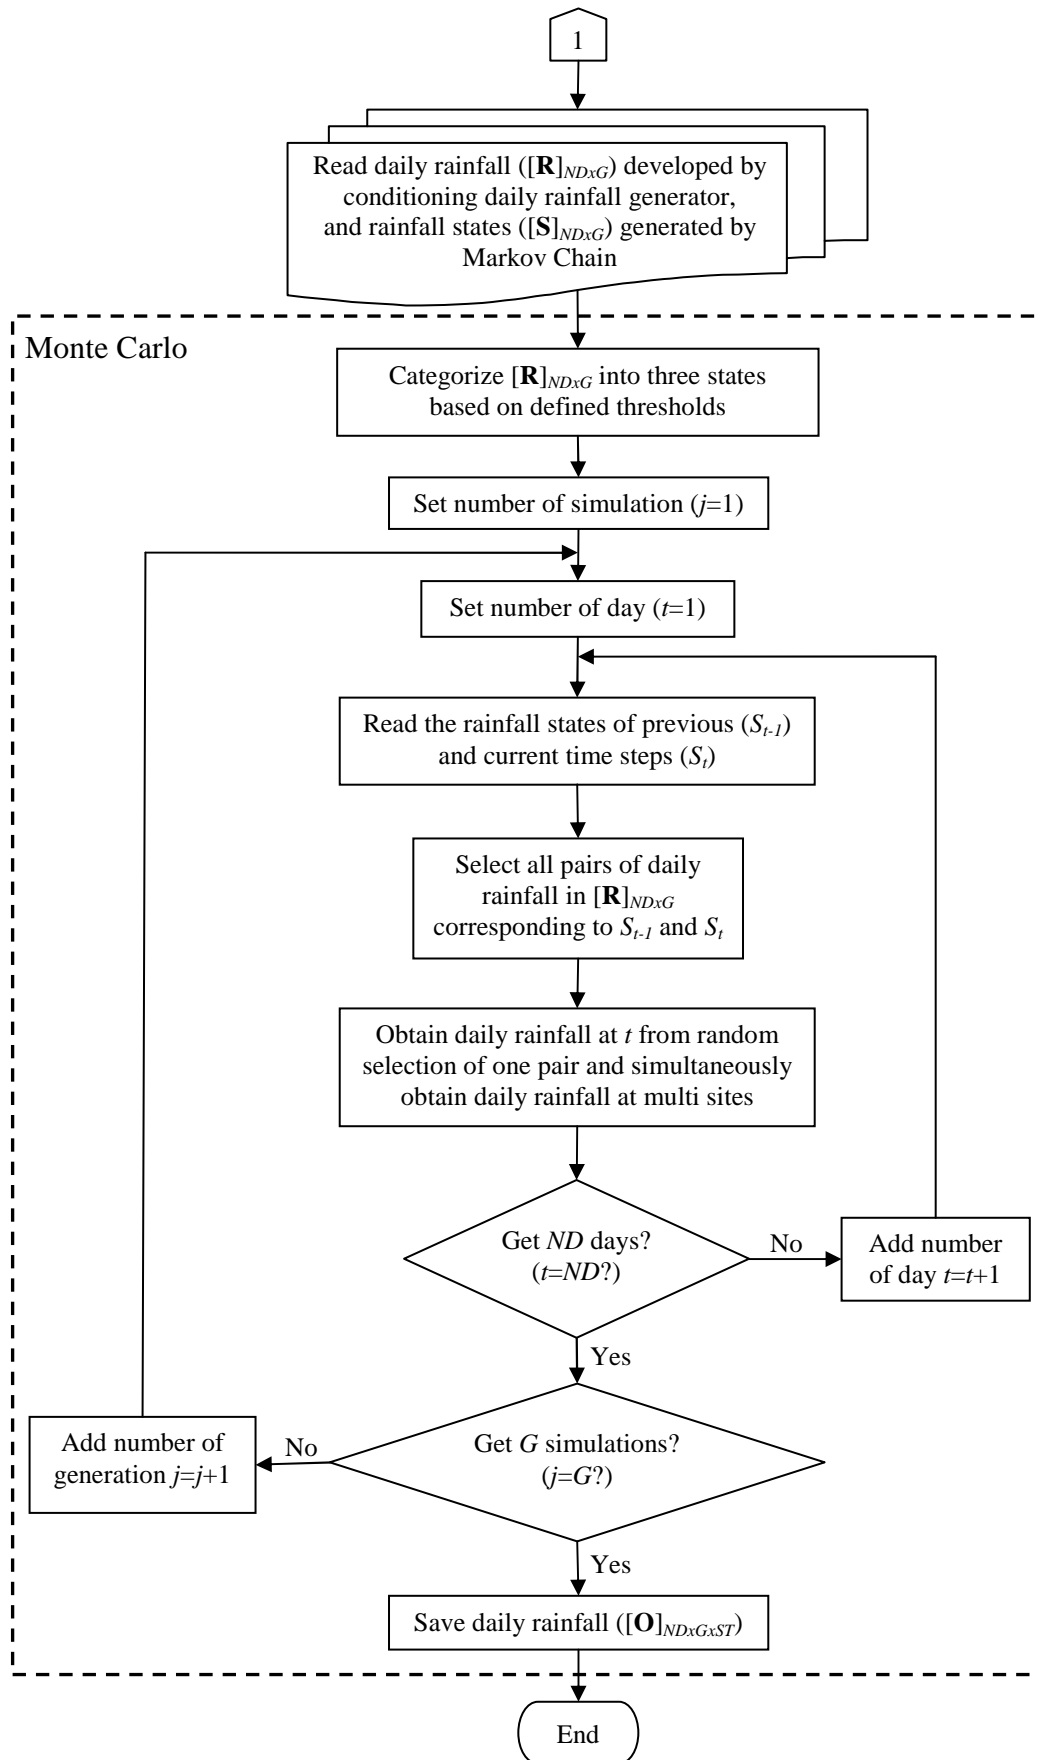 1
Read daily rainfall ([R]NDxG) developed by
conditioning daily rainfall generator,
and rainfall states ([S]NDxG) generated by
Markov Chain
Monte Carlo
Categorize [R]NDxG into three states
based on defined thresholds
Set number of simulation (j=1)
Set number of day (t=1)
Read the rainfall states of previous (St-1)
and current time steps (St)
Select all pairs of daily
rainfall in [R]NDxG
corresponding to St-1 and St
Obtain daily rainfall at t from random
selection of one pair and simultaneously
obtain daily rainfall at multi sites
Get ND days?
(t=ND?)
No
Add number
of day t=t+1
Yes
Get G simulations?
(j=G?)
No
Add number of
generation j=j+1
Yes
Save daily rainfall ([O]NDxGxST)
End